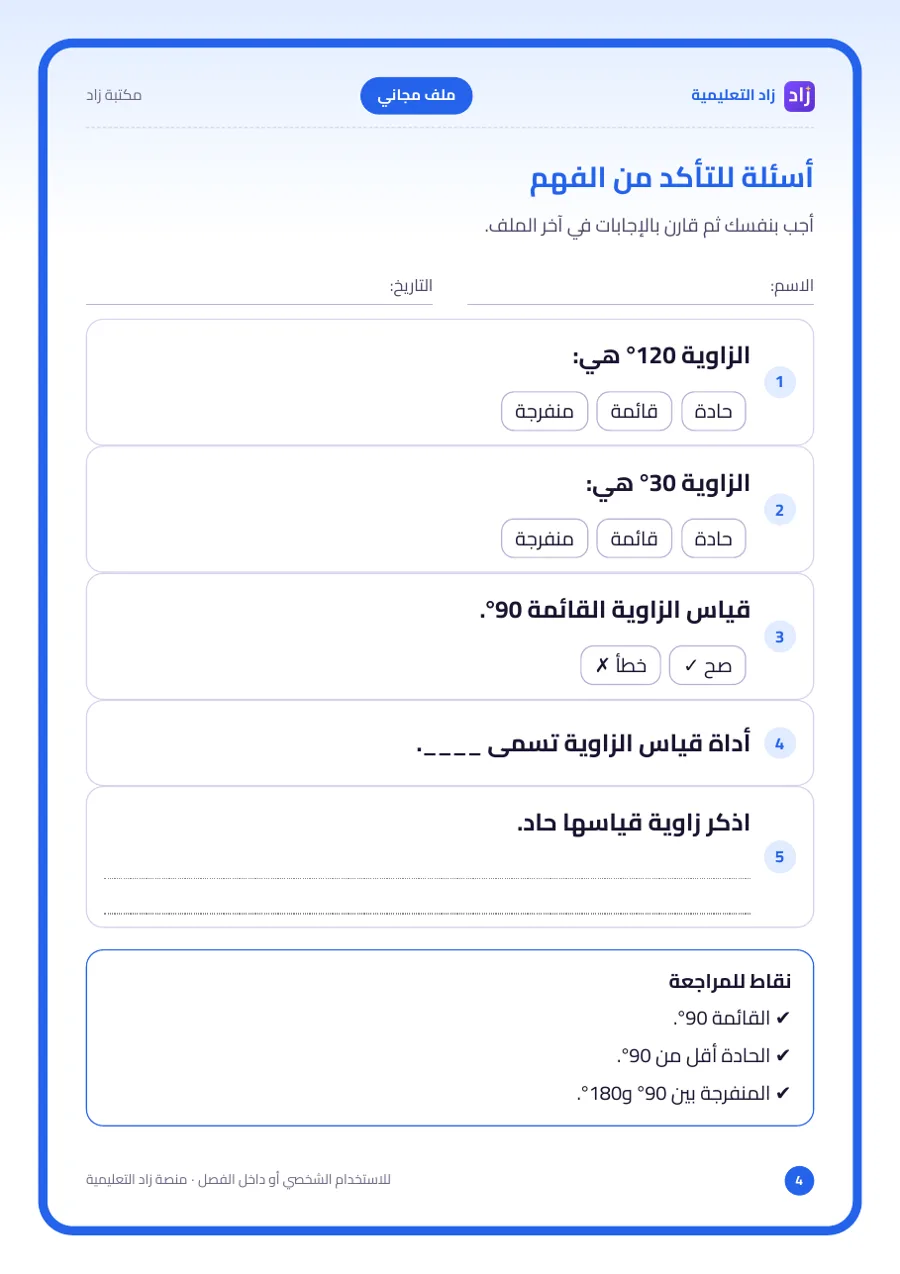 زاد زاد التعليمية
ملف مجاني
مكتبة زاد
أسئلة للتأكد من الفهم
أجب بنفسك ثم قارن بالإجابات في آخر الملف.
الاسم:
التاريخ:
1
الزاوية 120° هي:
حادة قائمة منفرجة
2
الزاوية 30° هي:
حادة قائمة منفرجة
3
قياس الزاوية القائمة 90°.
صح ✓ خطأ ✗
4
أداة قياس الزاوية تسمى ____.
5
اذكر زاوية قياسها حاد.
نقاط للمراجعة
✔ القائمة 90°.
✔ الحادة أقل من 90°.
✔ المنفرجة بين 90° و180°.
4
للاستخدام الشخصي أو داخل الفصل · منصة زاد التعليمية